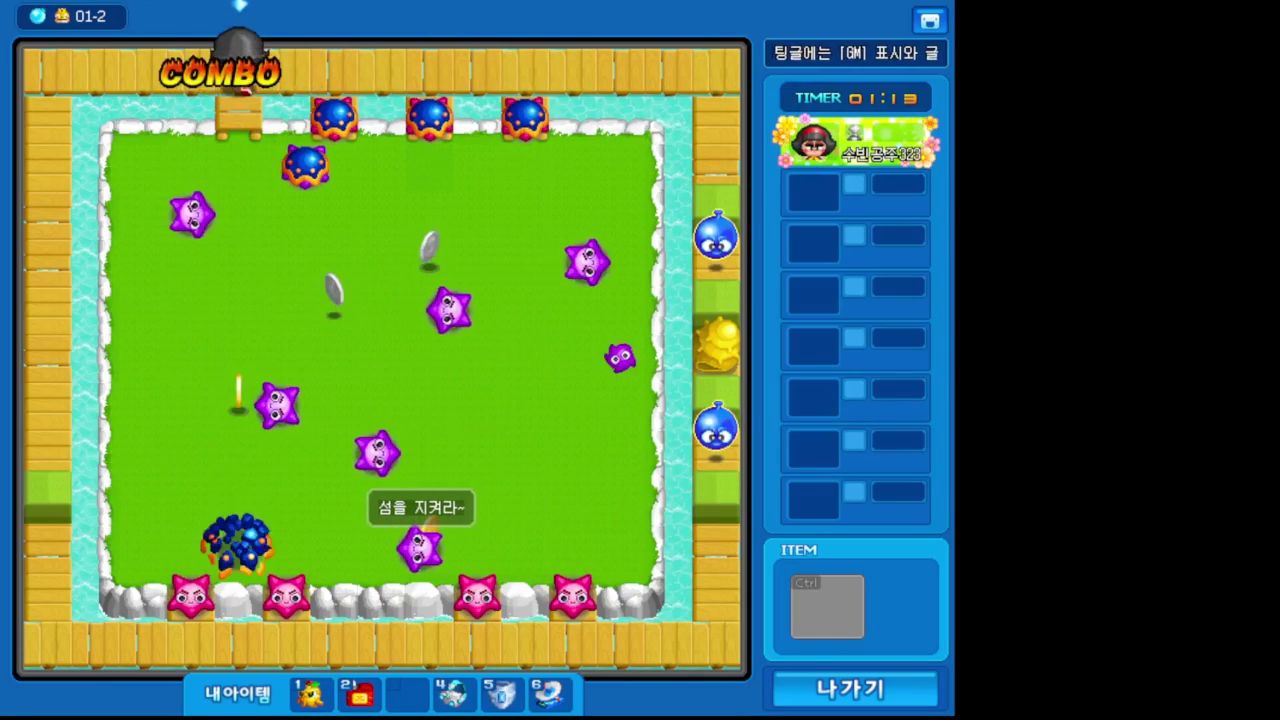 01-2
COMBO
팅글에는 [GM] 표시와 글
TIMER 01:13
수빈공주323
섬을 지켜라~
ITEM
Ctrl
내아이템
1
2
4
5
6
나가기